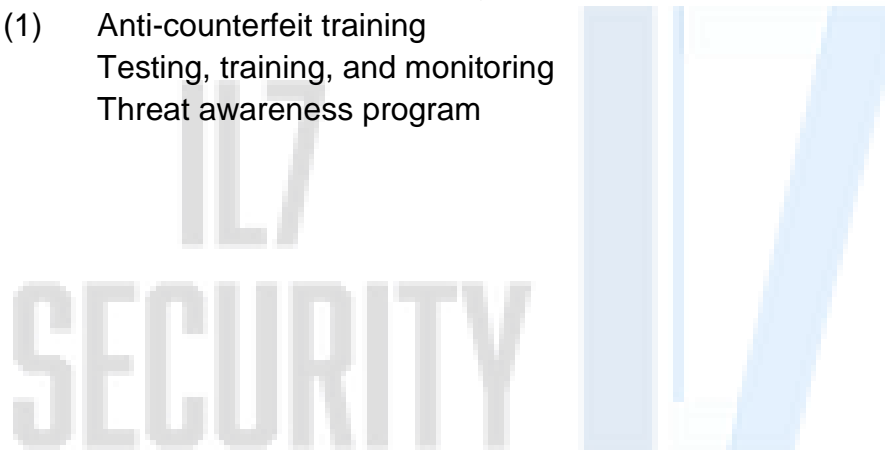 (1) Anti-counterfeit training
Testing, training, and monitoring
Threat awareness program
IL7
SECURITY